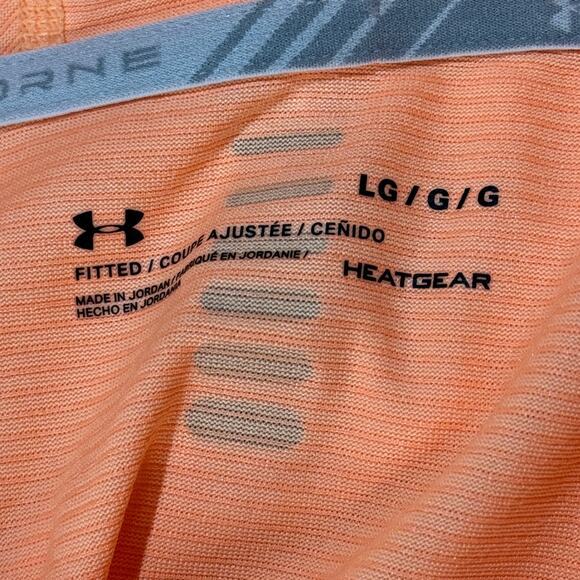 ORNE
LG / G / G
FITTED / COUPE AJUSTÉE / CEÑIDO
MADE IN JORDAN / FABRIQUÉ EN JORDANIE /
HECHO EN JORDANIA
HEATGEAR